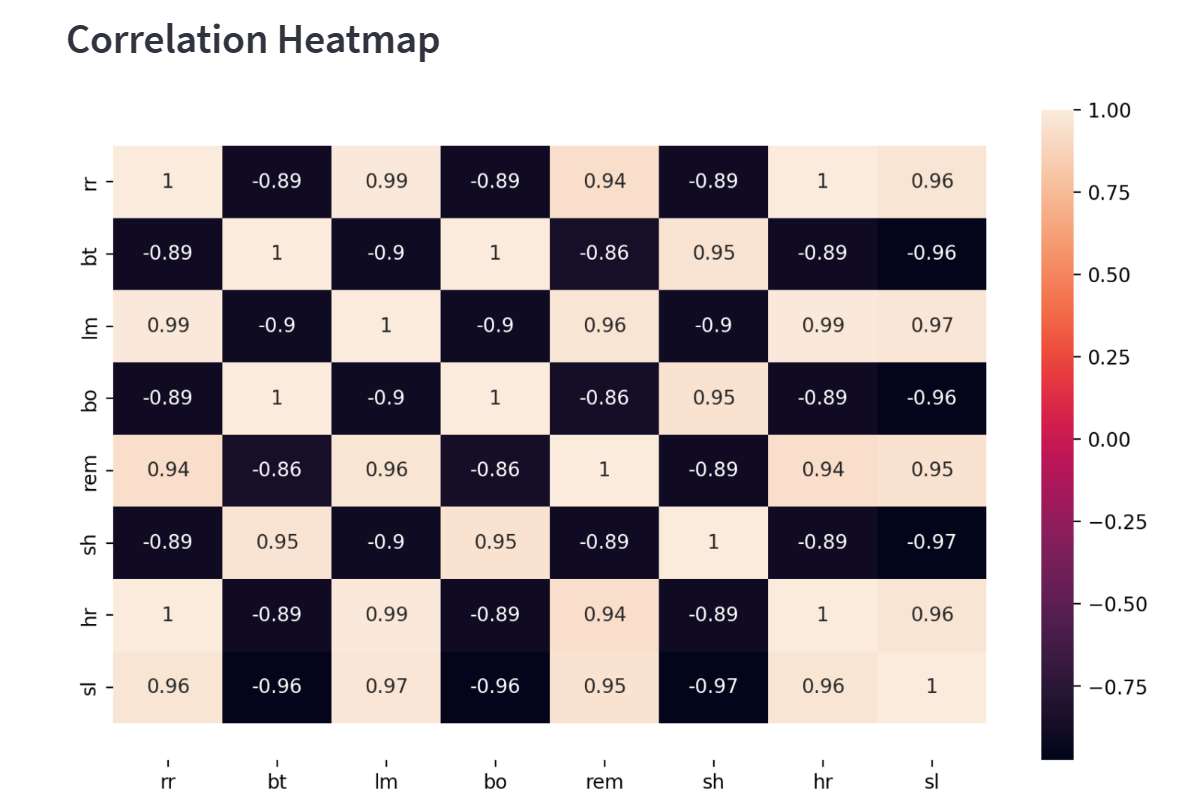 Correlation Heatmap
1.00
rr 1 -0.89 0.99 -0.89 0.94 -0.89 1 0.96
0.75
bt -0.89 1 -0.9 1 -0.86 0.95 -0.89 -0.96
0.50
lm 0.99 -0.9 1 -0.9 0.96 -0.9 0.99 0.97
0.25
bo -0.89 1 -0.9 1 -0.86 0.95 -0.89 -0.96
0.00
rem 0.94 -0.86 0.96 -0.86 1 -0.89 0.94 0.95
−0.25
sh -0.89 0.95 -0.9 0.95 -0.89 1 -0.89 -0.97
−0.50
hr 1 -0.89 0.99 -0.89 0.94 -0.89 1 0.96
−0.75
sl 0.96 -0.96 0.97 -0.96 0.95 -0.97 0.96 1
rr bt lm bo rem sh hr sl